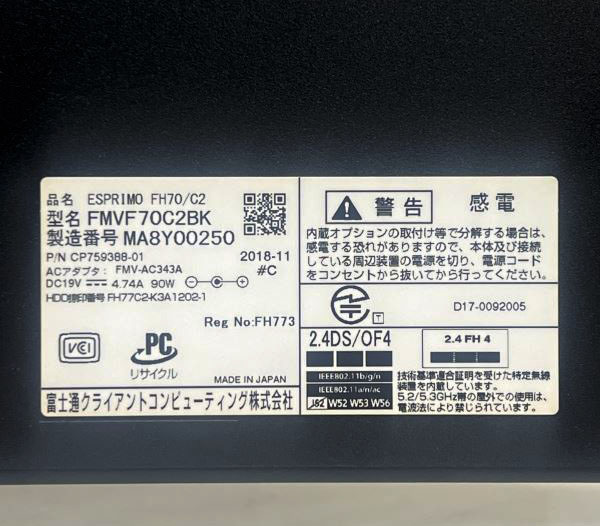 品名 ESPRIMO FH70/C2
型名 FMVF70C2BK
製造番号 MA8Y00250
P/N CP759388-01
2018-11
ACアダプタ: FMV-AC343A
#C
DC19V 4.74A 90W
HDD捺印番号 FH77C2-K3A1202-1
Reg No:FH773
VCI
PC
リサイクル
MADE IN JAPAN
富士通クライアントコンピューティング株式会社
警告 感電
内蔵オプションの取付け等で分解する場合は、
感電する恐れがありますので、本体及び接続
している周辺装置の電源を切り、電源コード
をコンセントから抜いてから行ってください。
T D17-0092005
2.4DS/OF4
2.4 FH 4
IEEE802.11b/g/n
IEEE802.11a/n/ac
J52 W52 W53 W56
技術基準適合証明を受けた特定無線
装置を内蔵しています。
5.2/5.3GHz帯の屋外での使用は、
電波法により禁じられています。